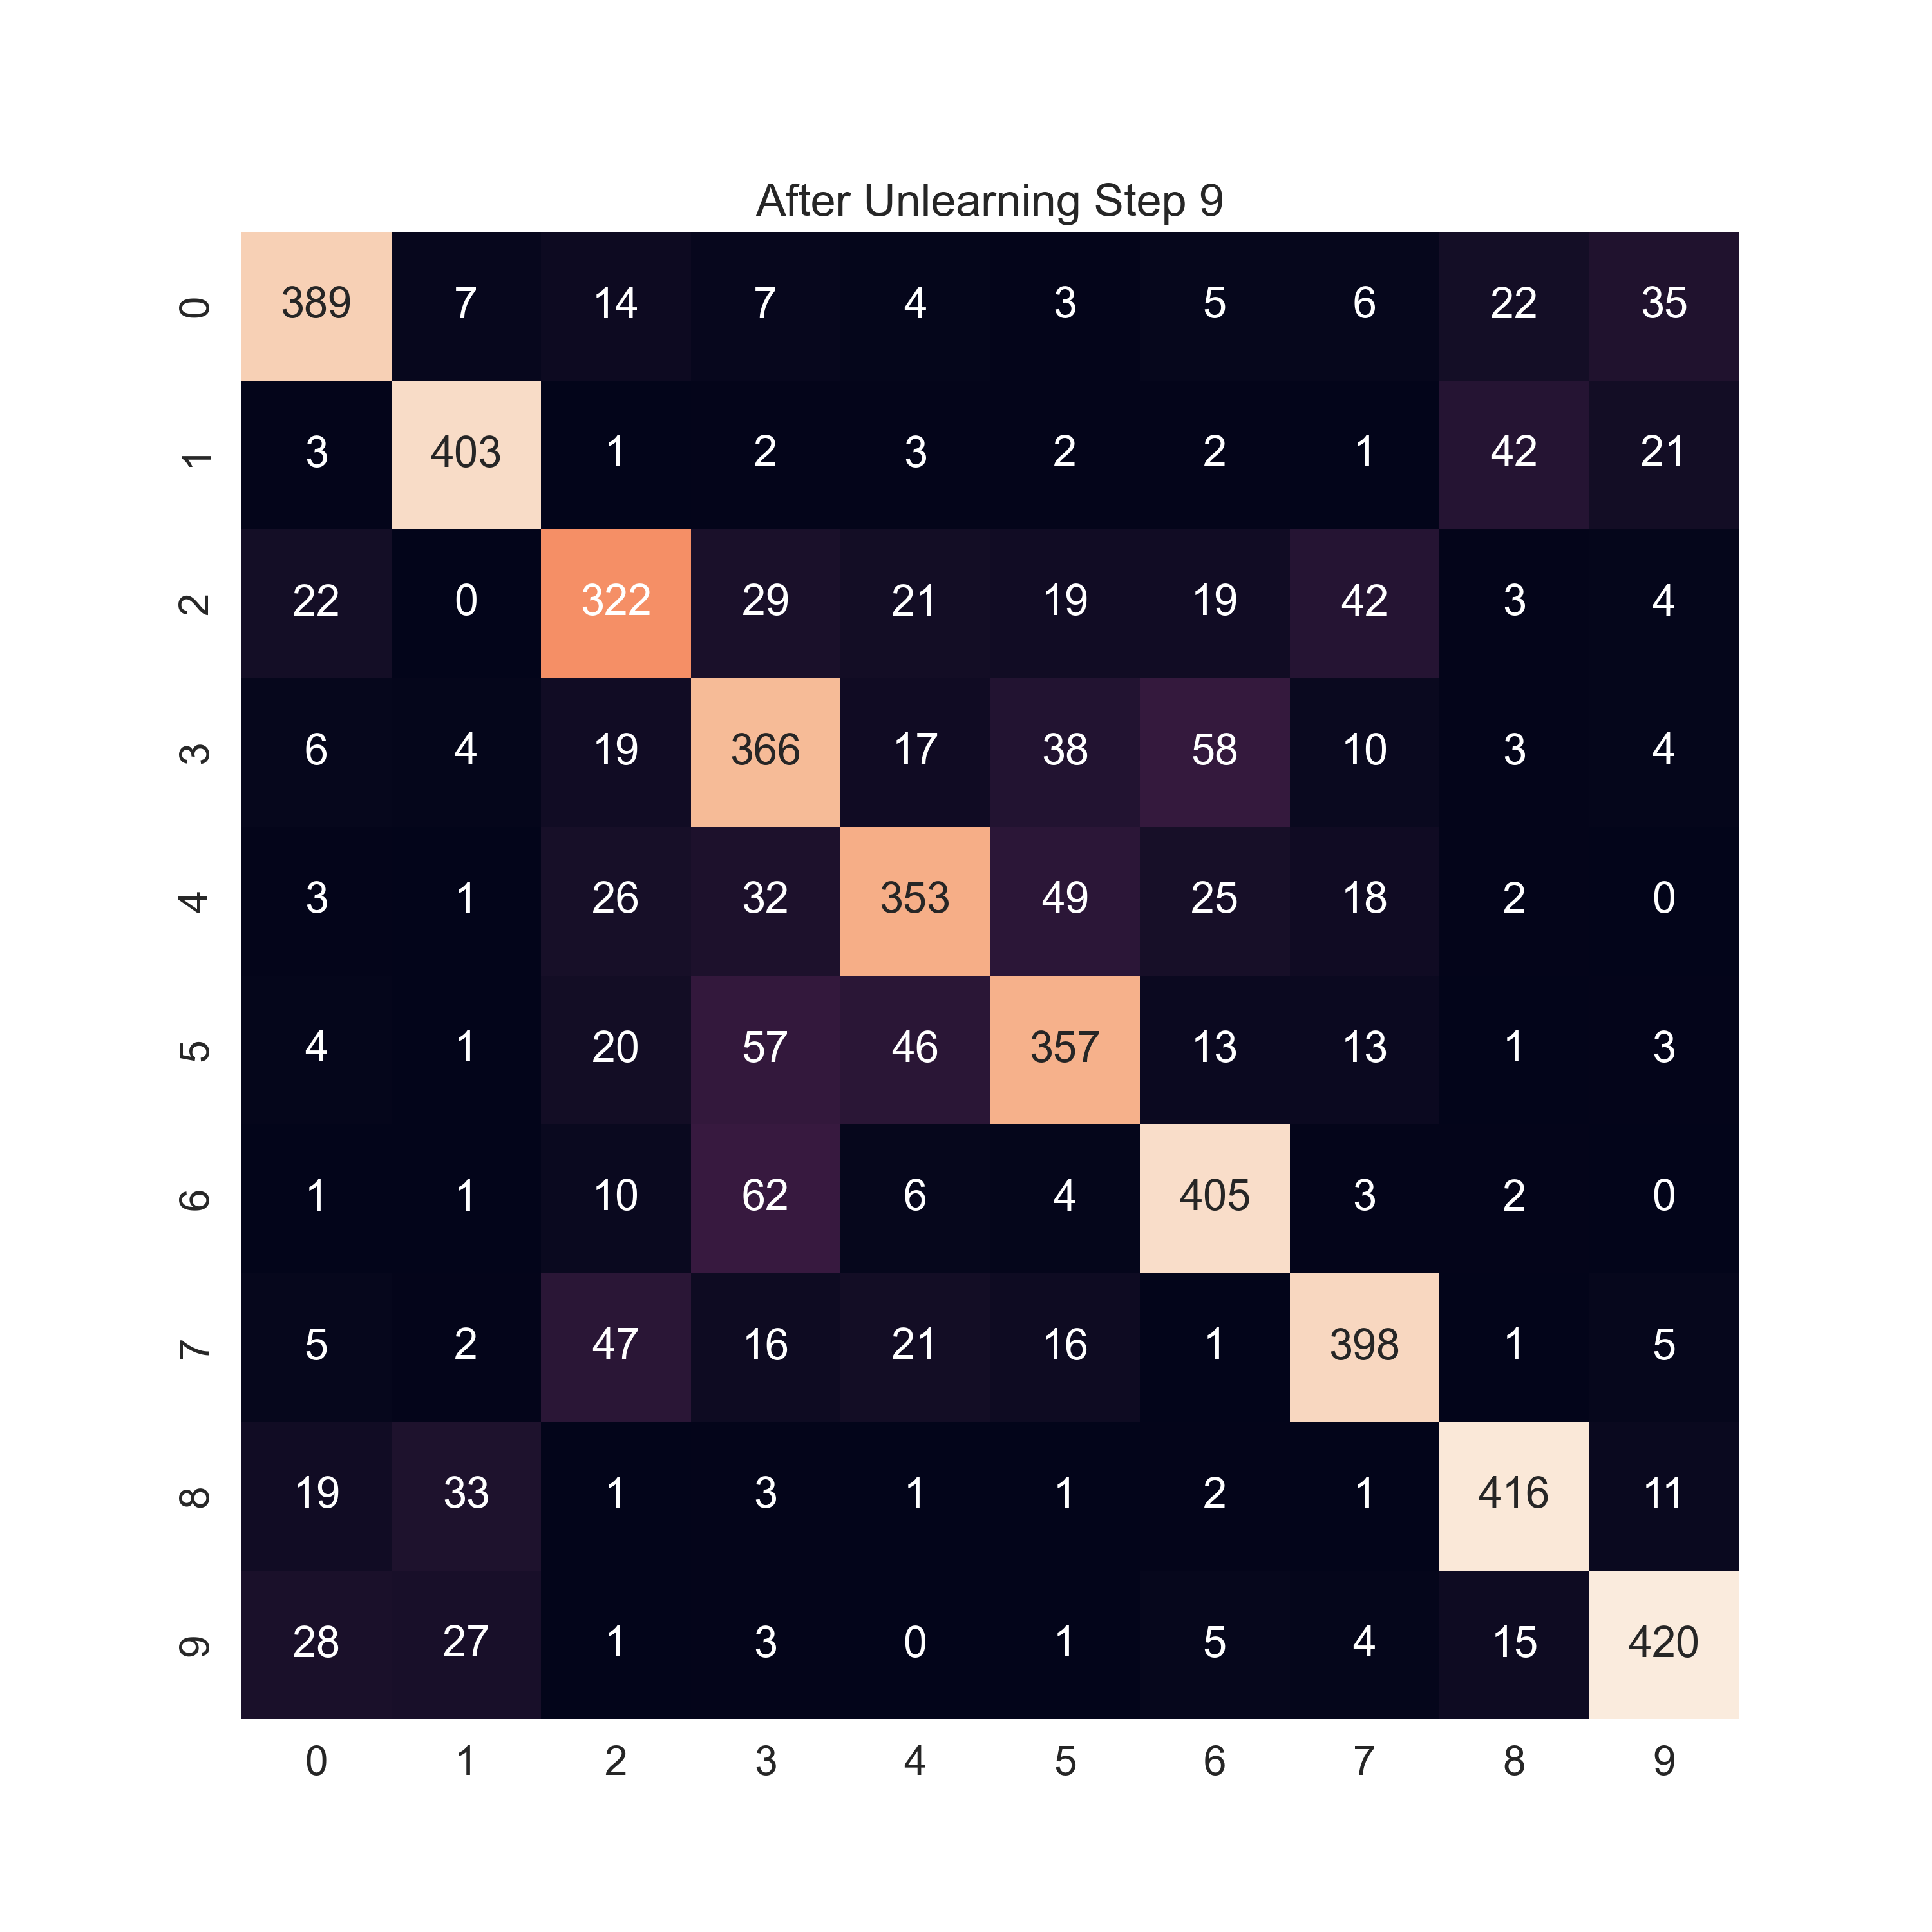 After Unlearning Step 9
0 389 7 14 7 4 3 5 6 22 35
1 3 403 1 2 3 2 2 1 42 21
2 22 0 322 29 21 19 19 42 3 4
3 6 4 19 366 17 38 58 10 3 4
4 3 1 26 32 353 49 25 18 2 0
5 4 1 20 57 46 357 13 13 1 3
6 1 1 10 62 6 4 405 3 2 0
7 5 2 47 16 21 16 1 398 1 5
8 19 33 1 3 1 1 2 1 416 11
9 28 27 1 3 0 1 5 4 15 420
0 1 2 3 4 5 6 7 8 9